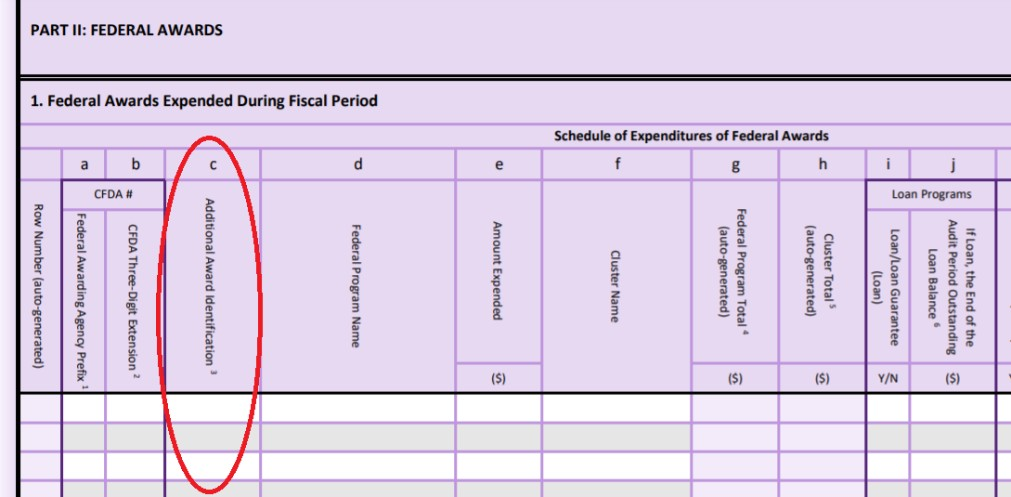 PART II: FEDERAL AWARDS
1. Federal Awards Expended During Fiscal Period
Schedule of Expenditures of Federal Awards
a
b
c
d
e
f
g
h
i
j
Row Number (auto-generated)
CFDA #
Federal Awarding Agency Prefix 1
CFDA Three-Digit Extension 2
Additional Award Identification 3
Federal Program Name
Amount Expended
($)
Cluster Name
Federal Program Total 4
(auto-generated)
($)
Cluster Total 5
(auto-generated)
($)
Loan Programs
Loan/Loan Guarantee
(Loan)
Y/N
If Loan, the End of the
Audit Period Outstanding
Loan Balance 6
($)